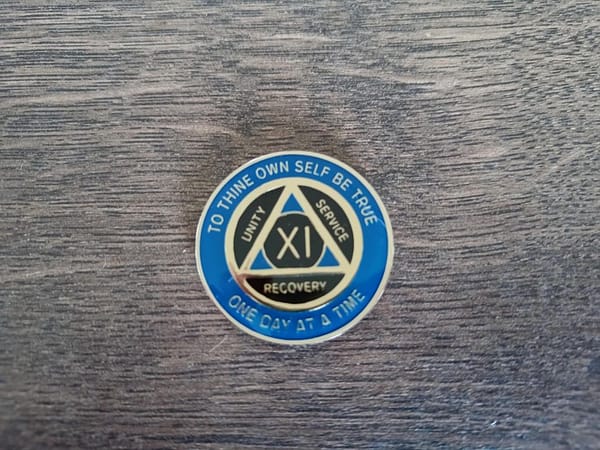 TO THINE OWN SELF BE TRUE
UNITY
SERVICE
XI
RECOVERY
ONE DAY AT A TIME